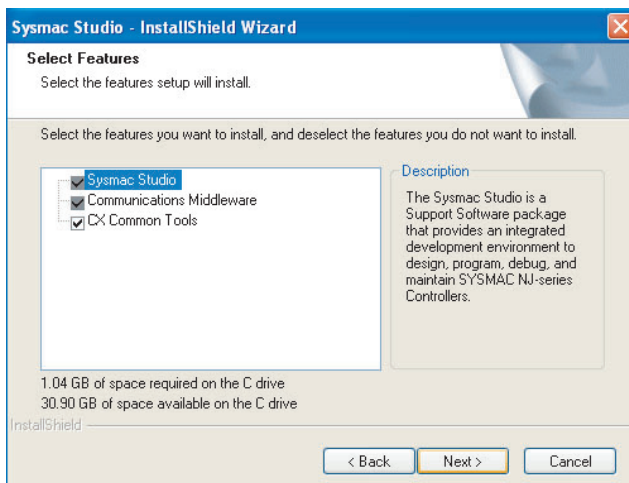 Sysmac Studio - InstallShield Wizard
Select Features
Select the features setup will install.
Select the features you want to install, and deselect the features you do not want to install.
Sysmac Studio
Communications Middleware
CX Common Tools
Description
The Sysmac Studio is a
Support Software package
that provides an integrated
development environment to
design, program, debug, and
maintain SYSMAC NJ-series
Controllers.
1.04 GB of space required on the C drive
30.90 GB of space available on the C drive
InstallShield
< Back
Next >
Cancel